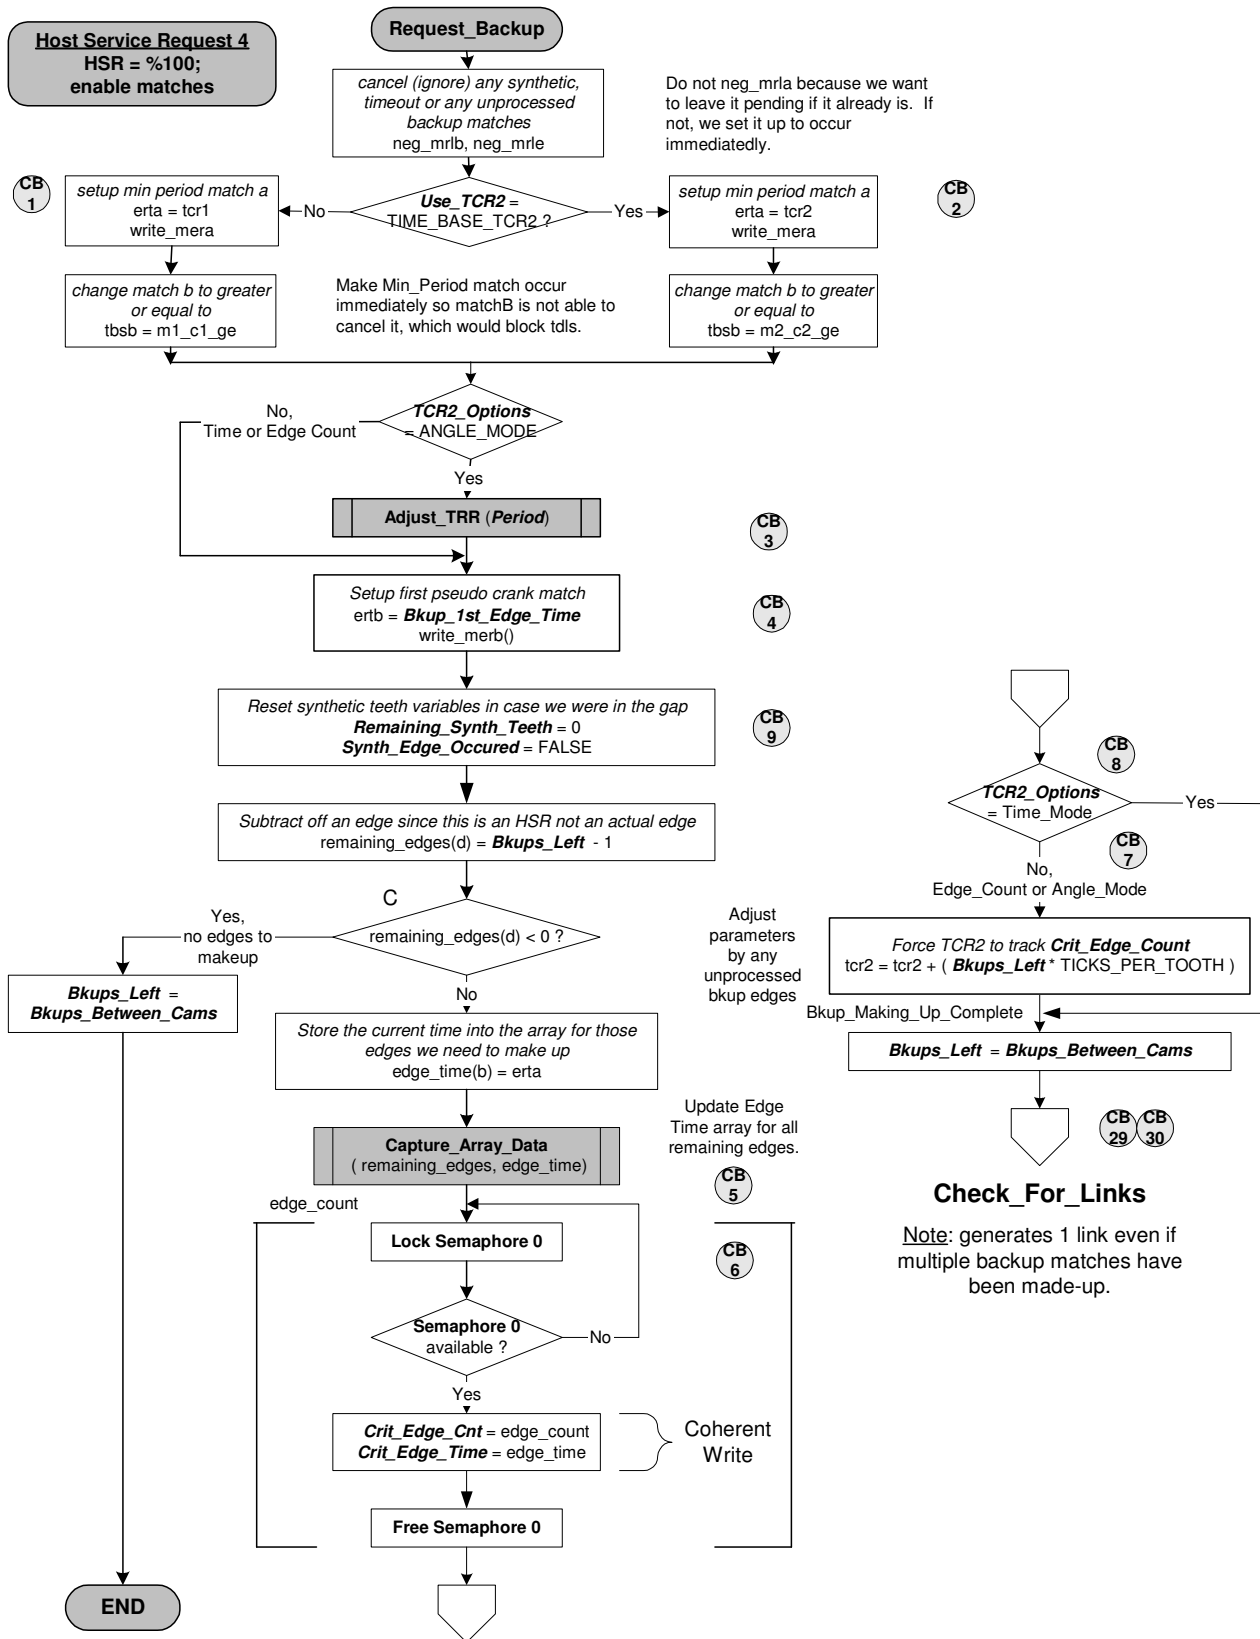 Host Service Request 4
HSR = %100;
enable matches
Request_Backup
cancel (ignore) any synthetic,
timeout or any unprocessed
backup matches
neg_mrlb, neg_mrle
Do not neg_mrla because we want
to leave it pending if it already is.  If
not, we set it up to occur
immediatedly.
CB
1
setup min period match a
erta = tcr1
write_mera
No
Use_TCR2 =
TIME_BASE_TCR2 ?
Yes
setup min period match a
erta = tcr2
write_mera
CB
2
change match b to greater
or equal to
tbsb = m1_c1_ge
Make Min_Period match occur
immediately so matchB is not able to
cancel it, which would block tdls.
change match b to greater
or equal to
tbsb = m2_c2_ge
No,
Time or Edge Count
TCR2_Options
= ANGLE_MODE
Yes
Adjust_TRR (Period)
CB
3
Setup first pseudo crank match
ertb = Bkup_1st_Edge_Time
write_merb()
CB
4
Reset synthetic teeth variables in case we were in the gap
Remaining_Synth_Teeth = 0
Synth_Edge_Occured = FALSE
CB
9
Subtract off an edge since this is an HSR not an actual edge
remaining_edges(d) = Bkups_Left  - 1
C
Yes,
no edges to
makeup
remaining_edges(d) < 0 ?
Bkups_Left  =
Bkups_Between_Cams
No
Store the current time into the array for those
edges we need to make up
edge_time(b) = erta
Capture_Array_Data
( remaining_edges, edge_time)
Update Edge
Time array for all
remaining edges.
CB
5
edge_count
Lock Semaphore 0
CB
6
Semaphore 0
available ?
No
Yes
Crit_Edge_Cnt = edge_count
Crit_Edge_Time = edge_time
Coherent
Write
Free Semaphore 0
END
CB
8
TCR2_Options
= Time_Mode
Yes
CB
7
No,
Edge_Count or Angle_Mode
Adjust
parameters
by any
unprocessed
bkup edges
Force TCR2 to track Crit_Edge_Count
tcr2 = tcr2 + ( Bkups_Left * TICKS_PER_TOOTH )
Bkup_Making_Up_Complete
Bkups_Left  = Bkups_Between_Cams
CB
29
CB
30
Check_For_Links
Note: generates 1 link even if
multiple backup matches have
been made-up.